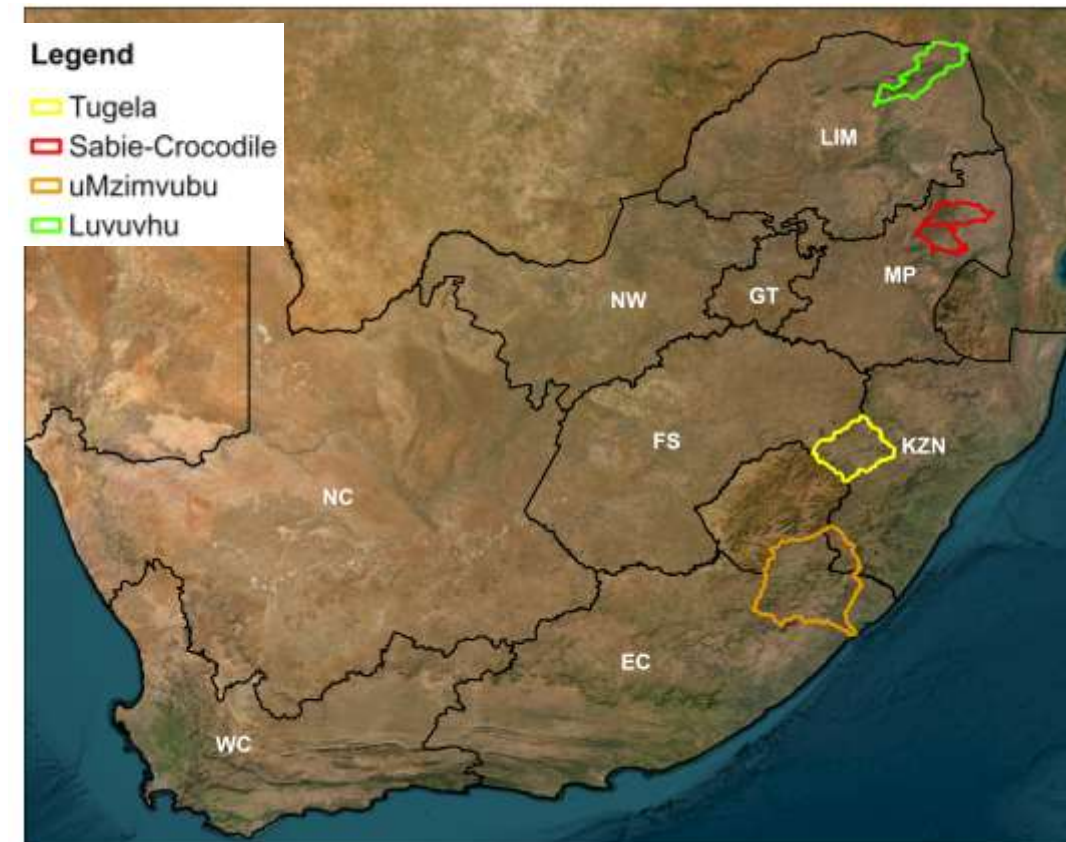 Legend
Tugela
Sabie-Crocodile
uMzimvubu
Luvuvhu
LIM
MP
NW
GT
FS
KZN
NC
EC
WC